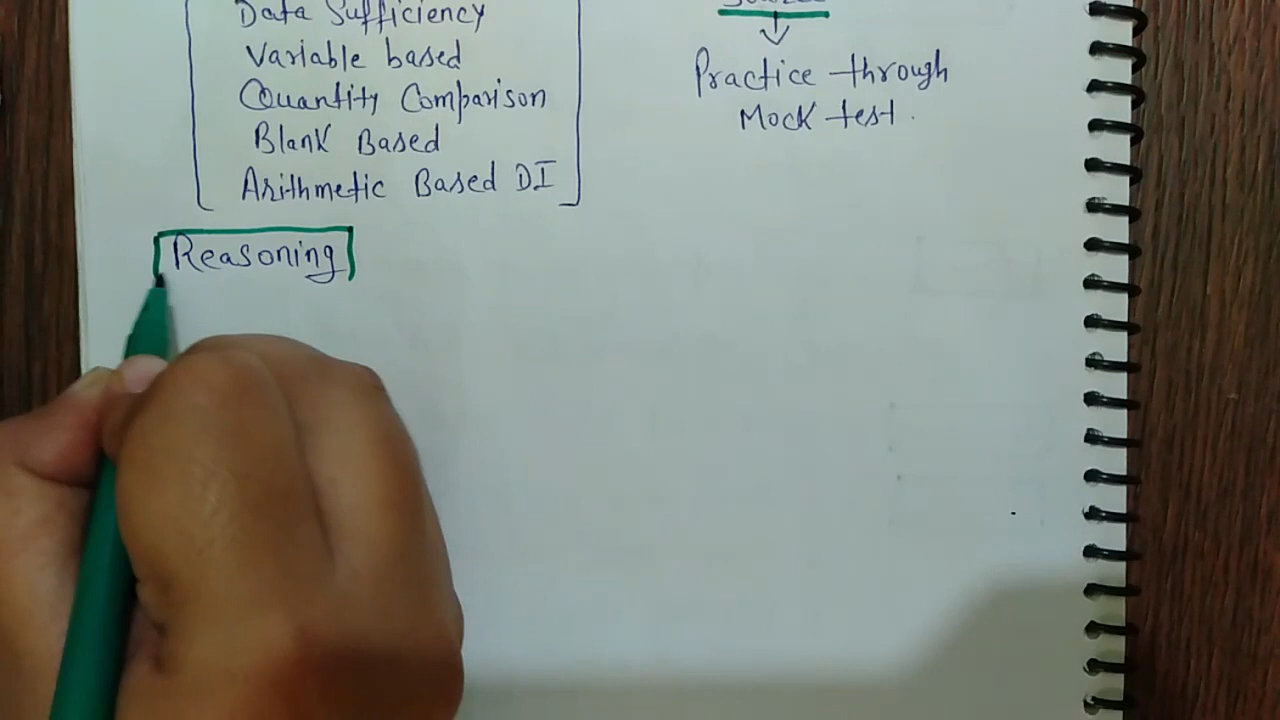 Data Sufficiency
Variable based
Quantity Comparison
Blank Based
Arithmetic Based DI
Practice through
Mock test.
Reasoning